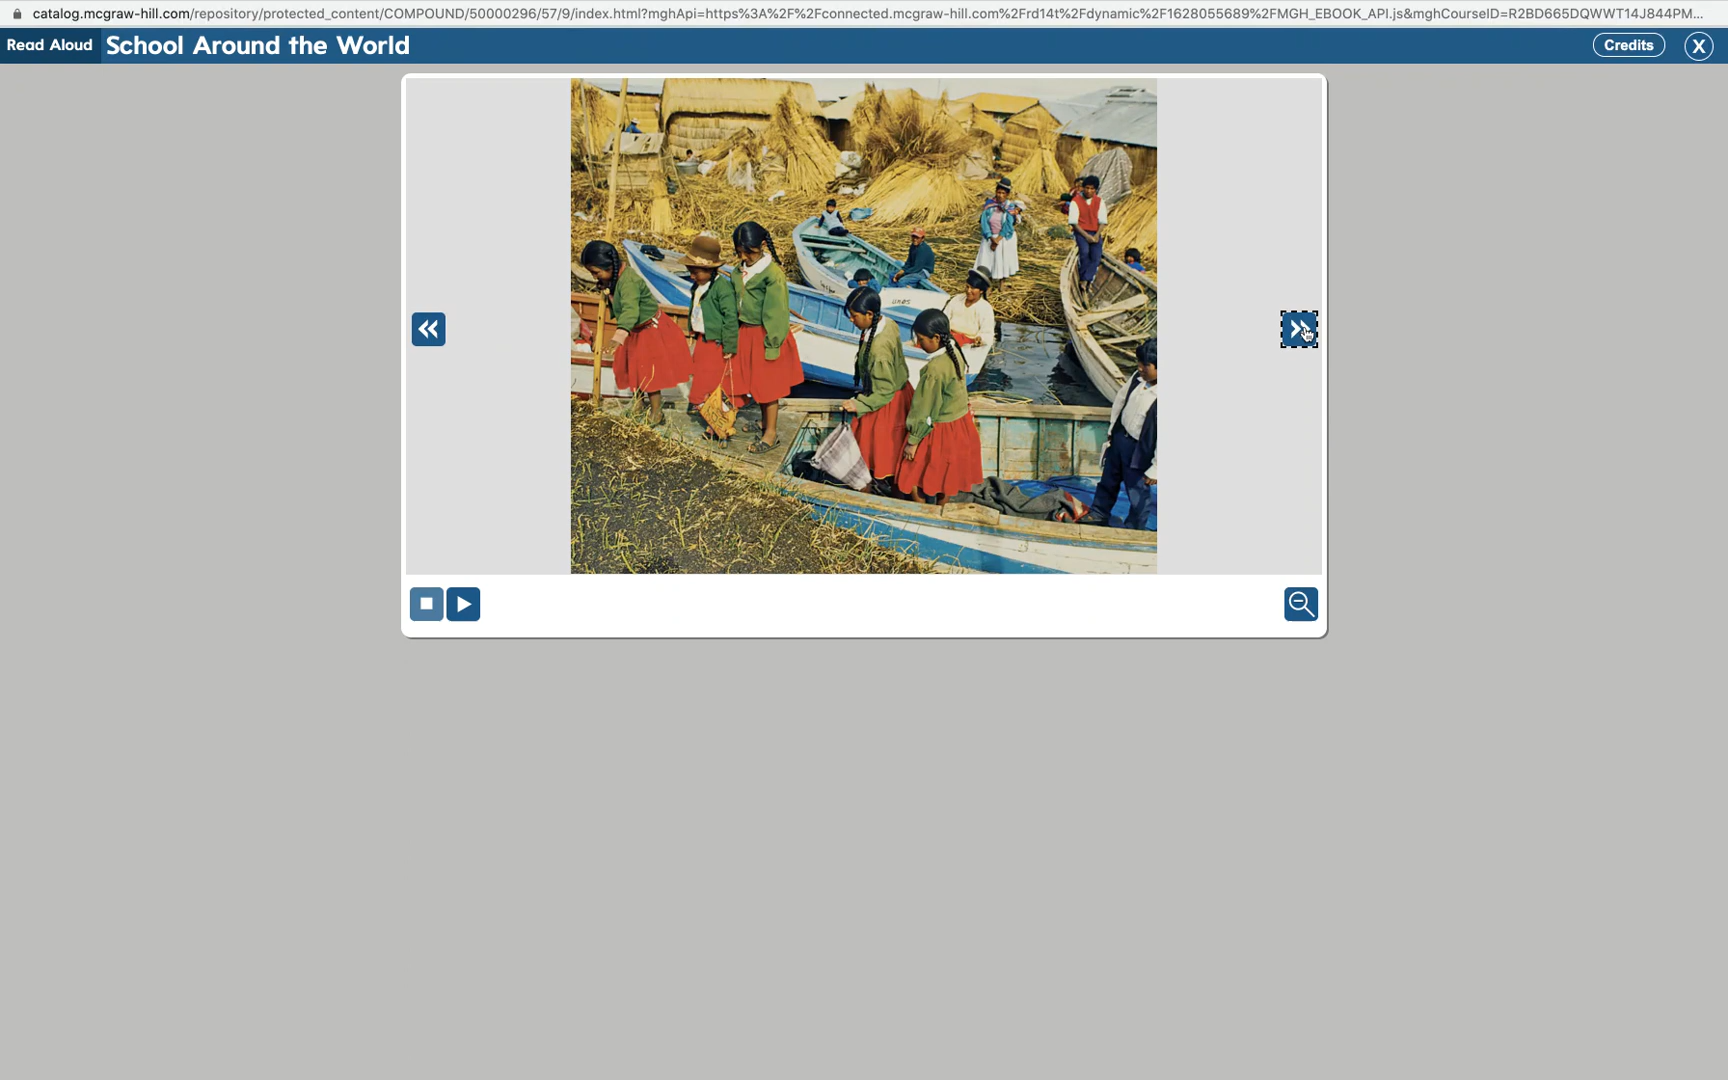 catalog.mcgraw-hill.com/repository/protected_content/COMPOUND/50000296/57/9/index.html?mghApi=https%3A%2F%2Fconnected.mcgraw-hill.com%2Frd14t%2Fdynamic%2F1628055689%2FMGH_EBOOK_API.js&mghCourseID=R2BD665DQWWT14J844PM...
Read Aloud School Around the World Credits X
unos